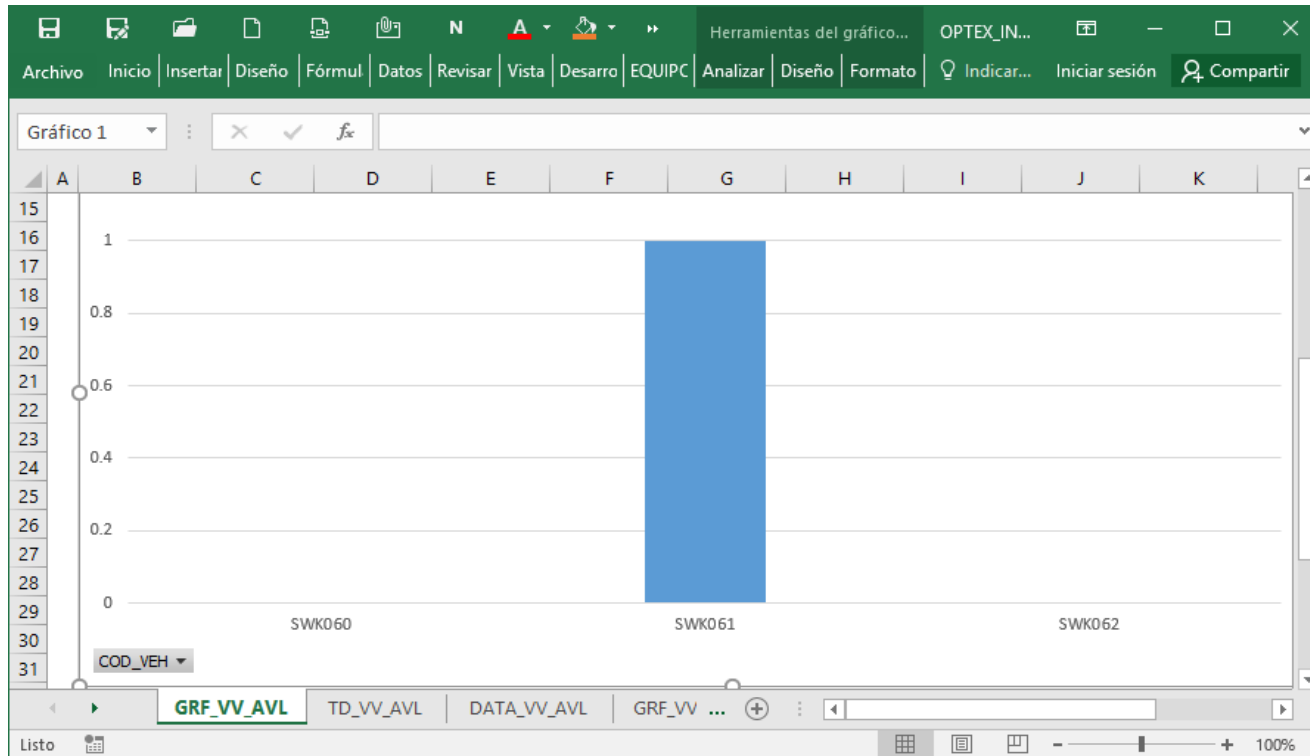 N A Herramientas del gráfico... OPTEX_IN...
Archivo Inicio Insertar Diseño Fórmul Datos Revisar Vista Desarro EQUIPC Analizar Diseño Formato Indicar... Iniciar sesión Compartir
Gráfico 1 fx
A B C D E F G H I J K
15
16 1
17
18
19 0.8
20
21 0.6
22
23
24 0.4
25
26 0.2
27
28
29 0
30 SWK060 SWK061 SWK062
31 COD_VEH
GRF_VV_AVL TD_VV_AVL DATA_VV_AVL GRF_VV ...
Listo 100%